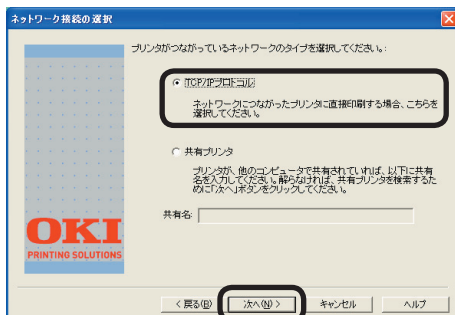 ネットワーク接続の選択
プリンタがつながっているネットワークのタイプを選択してください。:
TCP/IPプロトコル
ネットワークにつながったプリンタに直接印刷する場合、こちらを
選択してください。
共有プリンタ
プリンタが、他のコンピュータで共有されていれば、以下に共有
名を入力してください。解らなければ、共有プリンタを検索するた
めに「次へ」ボタンをクリックしてください。
共有名:
OKI
PRINTING SOLUTIONS
< 戻る(B)
次へ(N) >
キャンセル
ヘルプ